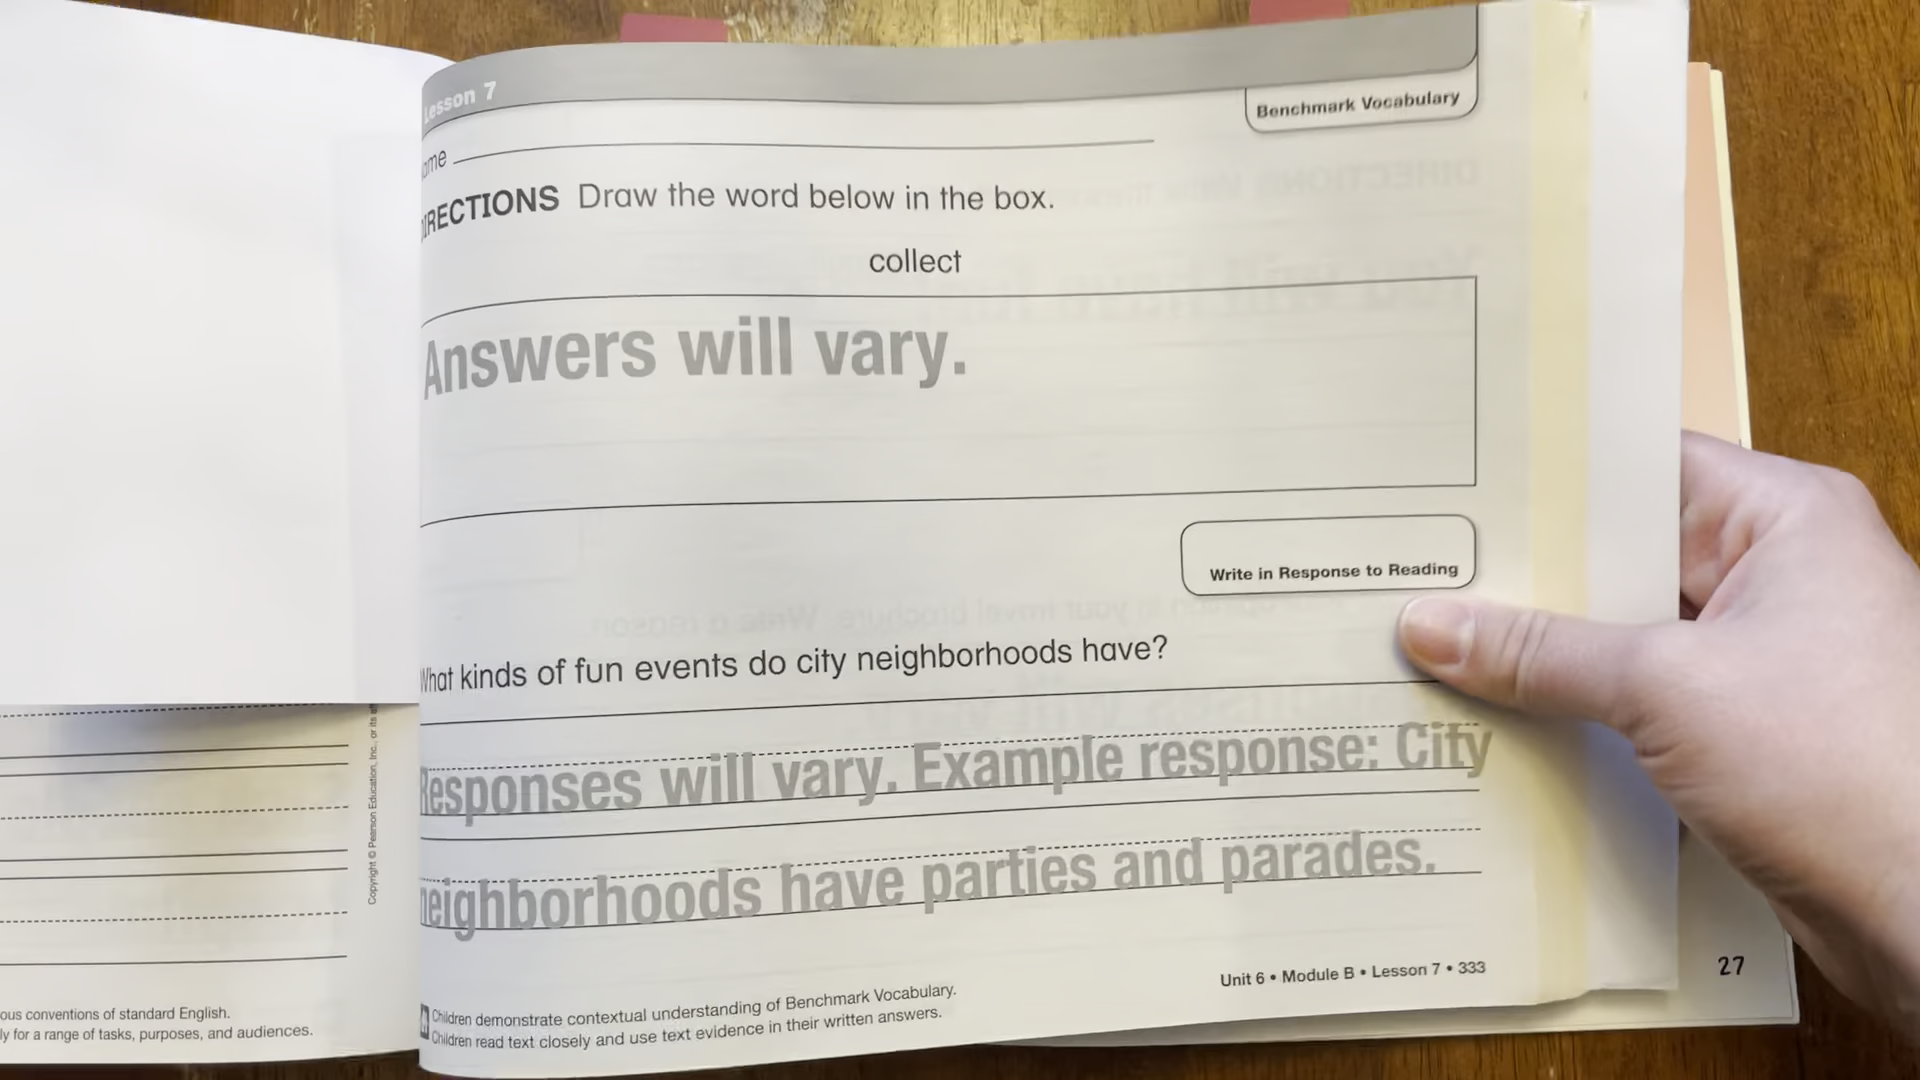 Lesson 7
Benchmark Vocabulary
ame
IRECTIONS Draw the word below in the box.
collect
Answers will vary.
Write in Response to Reading
What kinds of fun events do city neighborhoods have?
Responses will vary. Example response: City
neighborhoods have parties and parades.
Unit 6 • Module B • Lesson 7 • 333
Children demonstrate contextual understanding of Benchmark Vocabulary.
Children read text closely and use text evidence in their written answers.
Copyright © Pearson Education, Inc., or its
ous conventions of standard English.
ly for a range of tasks, purposes, and audiences.
27